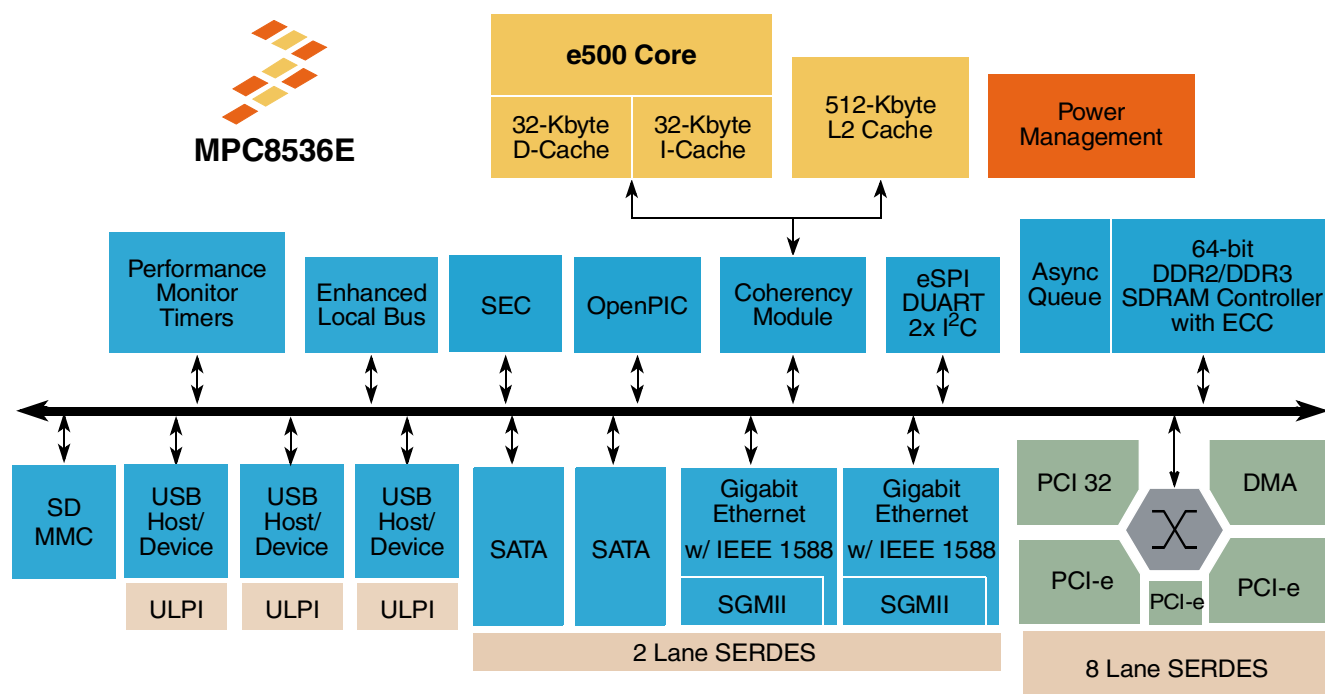 MPC8536E
e500 Core
32-Kbyte
D-Cache
32-Kbyte
I-Cache
512-Kbyte
L2 Cache
Power
Management
Performance
Monitor
Timers
Enhanced
Local Bus
SEC
OpenPIC
Coherency
Module
eSPI
DUART
2x I²C
Async
Queue
64-bit
DDR2/DDR3
SDRAM Controller
with ECC
SD
MMC
USB
Host/
Device
ULPI
USB
Host/
Device
ULPI
USB
Host/
Device
ULPI
SATA
SATA
Gigabit
Ethernet
w/ IEEE 1588
SGMII
Gigabit
Ethernet
w/ IEEE 1588
SGMII
2 Lane SERDES
PCI 32
DMA
PCI-e
PCI-e
PCI-e
8 Lane SERDES